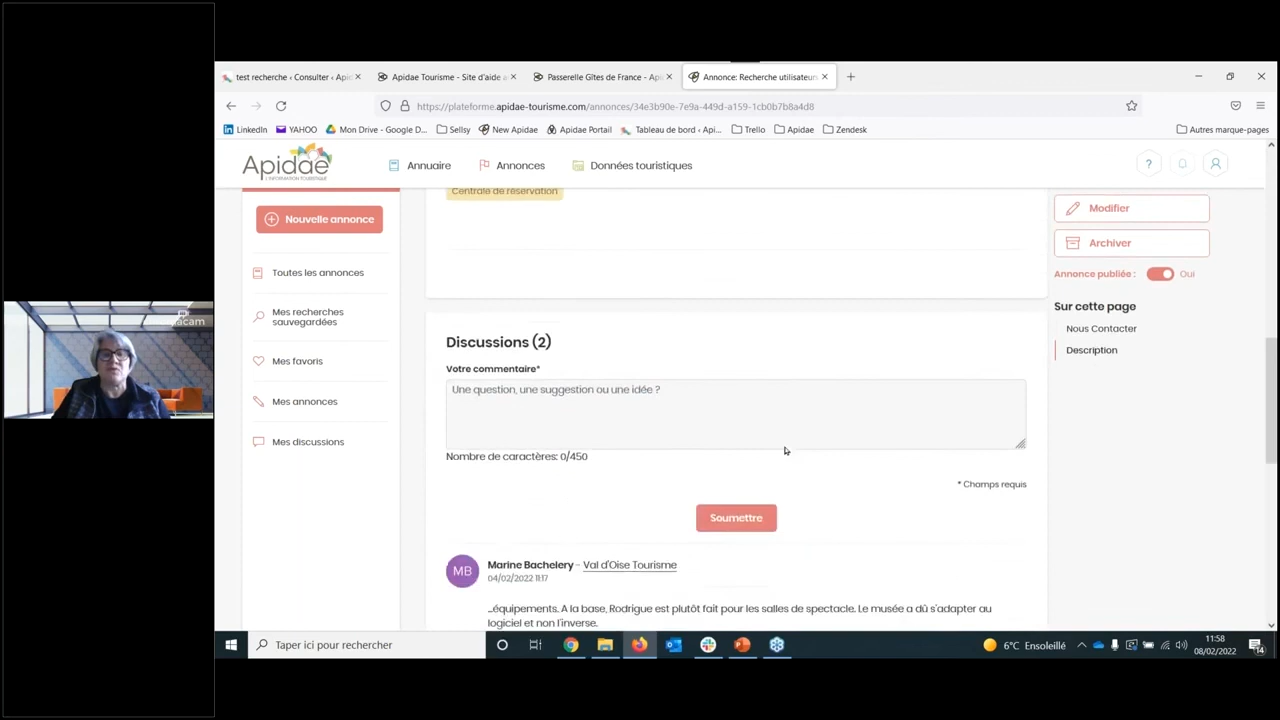 test recherche ‹ Consulter ‹ Apid
Apidae Tourisme - Site d'aide a
Passerelle Gîtes de France - Api
Annonce: Recherche utilisateurs
https://plateforme.apidae-tourisme.com/annonces/34e3b90e-7e9a-449d-a159-1cb0b7b8a4d8
LinkedIn
YAHOO
Mon Drive - Google D...
Sellsy
New Apidae
Apidae Portail
Tableau de bord ‹ Api...
Trello
Apidae
Zendesk
Autres marque-pages
Apidae
L'INFORMATION TOURISTIQUE
Annuaire
Annonces
Données touristiques
?
Centrale de réservation
Nouvelle annonce
Toutes les annonces
Mes recherches
sauvegardées
Mes favoris
Mes annonces
Mes discussions
Modifier
Archiver
Annonce publiée : Oui
Sur cette page
Nous Contacter
Description
Discussions (2)
Votre commentaire*
Une question, une suggestion ou une idée ?
Nombre de caractères: 0/450
* Champs requis
Soumettre
MB
Marine Bachelery - Val d'Oise Tourisme
04/02/2022 11:17
...équipements. A la base, Rodrigue est plutôt fait pour les salles de spectacle. Le musée a dû s'adapter au
logiciel et non l'inverse.
Taper ici pour rechercher
6°C Ensoleillé
11:58
08/02/2022
14